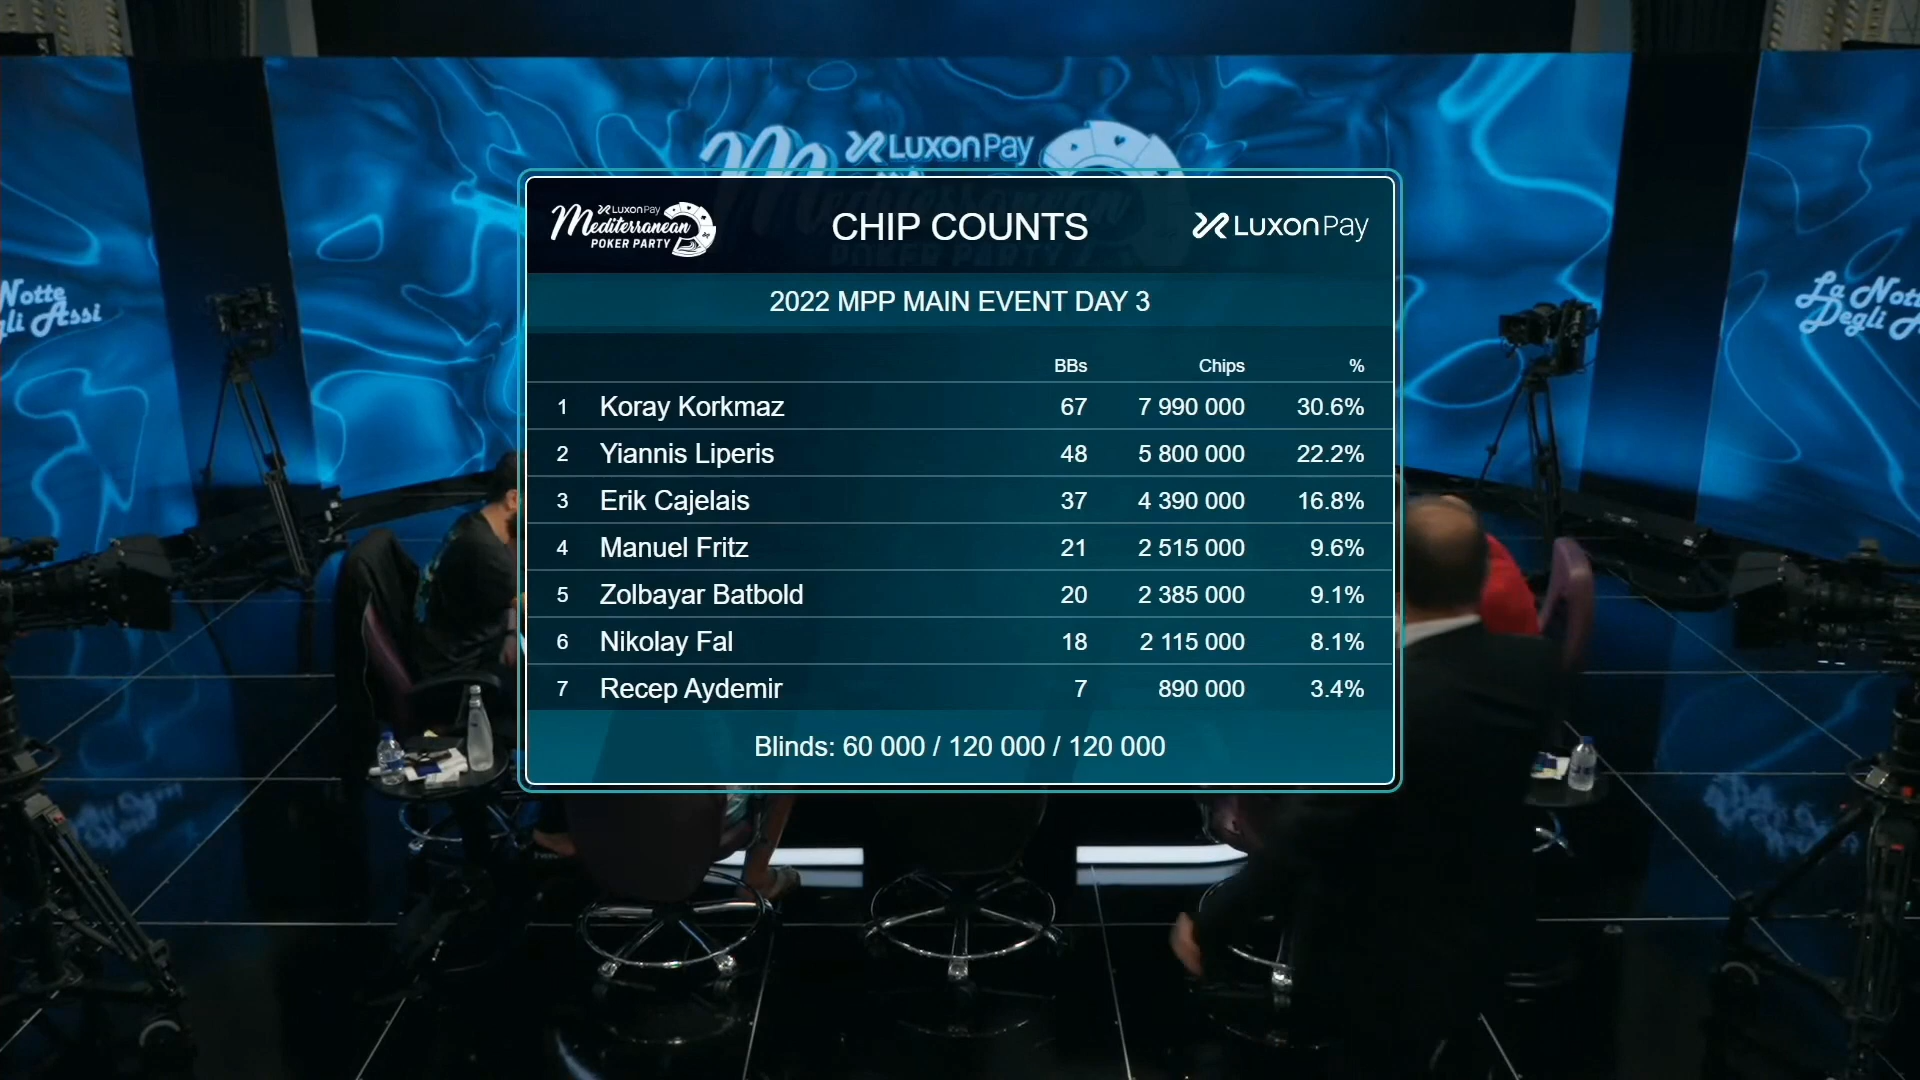 LuxonPay
Notte
gli Assi
La Notte
Degli A
LuxonPay
Mediterranean
POKER PARTY
CHIP COUNTS
LuxonPay
2022 MPP MAIN EVENT DAY 3
BBs Chips %
1 Koray Korkmaz 67 7 990 000 30.6%
2 Yiannis Liperis 48 5 800 000 22.2%
3 Erik Cajelais 37 4 390 000 16.8%
4 Manuel Fritz 21 2 515 000 9.6%
5 Zolbayar Batbold 20 2 385 000 9.1%
6 Nikolay Fal 18 2 115 000 8.1%
7 Recep Aydemir 7 890 000 3.4%
Blinds: 60 000 / 120 000 / 120 000